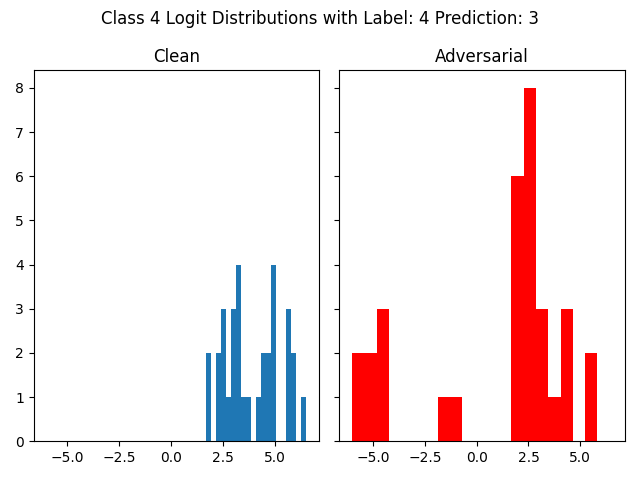 Class 4 Logit Distributions with Label: 4 Prediction: 3
Clean
Adversarial
8
7
6
5
4
3
2
1
0
−5.0 −2.5 0.0 2.5 5.0
−5.0 −2.5 0.0 2.5 5.0